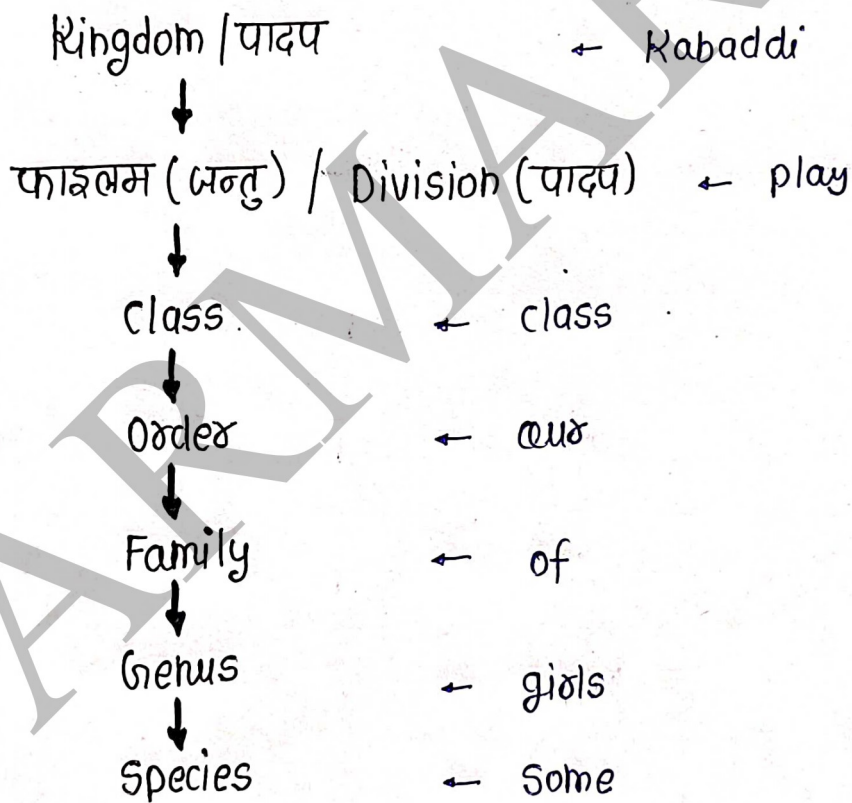 Kingdom / पादप ← Kabaddi
↓
फाइलम (जन्तु) / Division (पादप) ← play
↓
Class ← class
↓
Order ← our
↓
Family ← of
↓
Genus ← girls
↓
Species ← Some